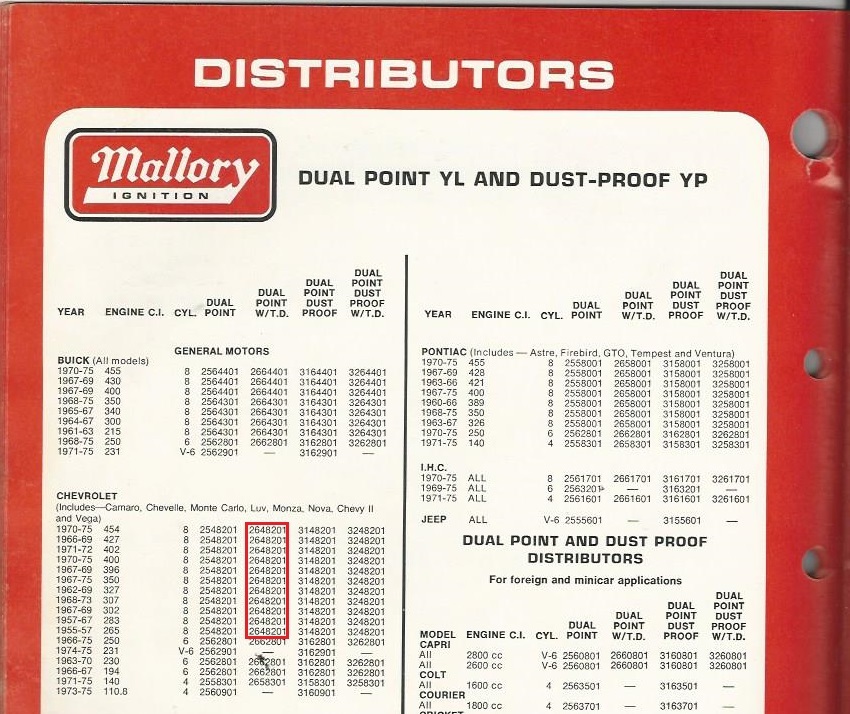 DISTRIBUTORS
Mallory
IGNITION
DUAL POINT YL AND DUST-PROOF YP
YEAR ENGINE C.I. CYL. DUAL POINT DUAL POINT W/T.D. DUAL POINT DUST PROOF DUAL POINT DUST PROOF W/T.D.
GENERAL MOTORS
BUICK (All models)
1970-75 455 8 2564401 2664401 3164401 3264401
1967-69 430 8 2564401 2664401 3164401 3264401
1967-69 400 8 2564401 2664401 3164401 3264401
1968-75 350 8 2564301 2664301 3164301 3264301
1965-67 340 8 2564301 2664301 3164301 3264301
1964-67 300 8 2564301 2664301 3164301 3264301
1961-63 215 8 2564301 2664301 3164301 3264301
1968-75 250 6 2562801 2662801 3162801 3262801
1971-75 231 V-6 2562901 — 3162901 —
CHEVROLET
(Includes—Camaro, Chevelle, Monte Carlo, Luv, Monza, Nova, Chevy II
and Vega)
1970-75 454 8 2548201 2648201 3148201 3248201
1966-69 427 8 2548201 2648201 3148201 3248201
1971-72 402 8 2548201 2648201 3148201 3248201
1970-75 400 8 2548201 2648201 3148201 3248201
1967-69 396 8 2548201 2648201 3148201 3248201
1967-75 350 8 2548201 2648201 3148201 3248201
1962-69 327 8 2548201 2648201 3148201 3248201
1968-73 307 8 2548201 2648201 3148201 3248201
1967-69 302 8 2548201 2648201 3148201 3248201
1957-67 283 8 2548201 2648201 3148201 3248201
1955-57 265 8 2548201 2648201 3148201 3248201
1966-75 250 6 2562801 2662801 3162801 3262801
1974-75 231 V-6 2562901 — 3162901 —
1963-70 230 6 2562801 2662801 3162801 3262801
1966-67 194 6 2562801 2662801 3162801 3262801
1971-75 140 4 2558301 2658301 3158301 3258301
1973-75 110.8 4 2560901 — 3160901 —
YEAR ENGINE C.I. CYL. DUAL POINT DUAL POINT W/T.D. DUAL POINT DUST PROOF DUAL POINT DUST PROOF W/T.D.
PONTIAC (Includes — Astre, Firebird, GTO, Tempest and Ventura)
1970-75 455 8 2558001 2658001 3158001 3258001
1967-69 428 8 2558001 2658001 3158001 3258001
1963-66 421 8 2558001 2658001 3158001 3258001
1967-75 400 8 2558001 2658001 3158001 3258001
1960-66 389 8 2558001 2658001 3158001 3258001
1968-75 350 8 2558001 2658001 3158001 3258001
1963-67 326 8 2558001 2658001 3158001 3258001
1970-75 250 6 2562801 2662801 3162801 3262801
1971-75 140 4 2558301 2658301 3158301 3258301
I.H.C.
1970-75 ALL 8 2561701 2661701 3161701 3261701
1969-75 ALL 6 2563201 — 3163201 —
1971-75 ALL 4 2561601 2661601 3161601 3261601
JEEP ALL V-6 2555601 — 3155601 —
DUAL POINT AND DUST PROOF
DISTRIBUTORS
For foreign and minicar applications
MODEL ENGINE C.I. CYL. DUAL POINT DUAL POINT W/T.D. DUAL POINT DUST PROOF DUAL POINT DUST PROOF W/T.D.
CAPRI
All 2800 cc V-6 2560801 2660801 3160801 3260801
All 2600 cc V-6 2560801 2660801 3160801 3260801
COLT
All 1600 cc 4 2563501 — 3163501 —
COURIER
All 1800 cc 4 2563701 — 3163701 —